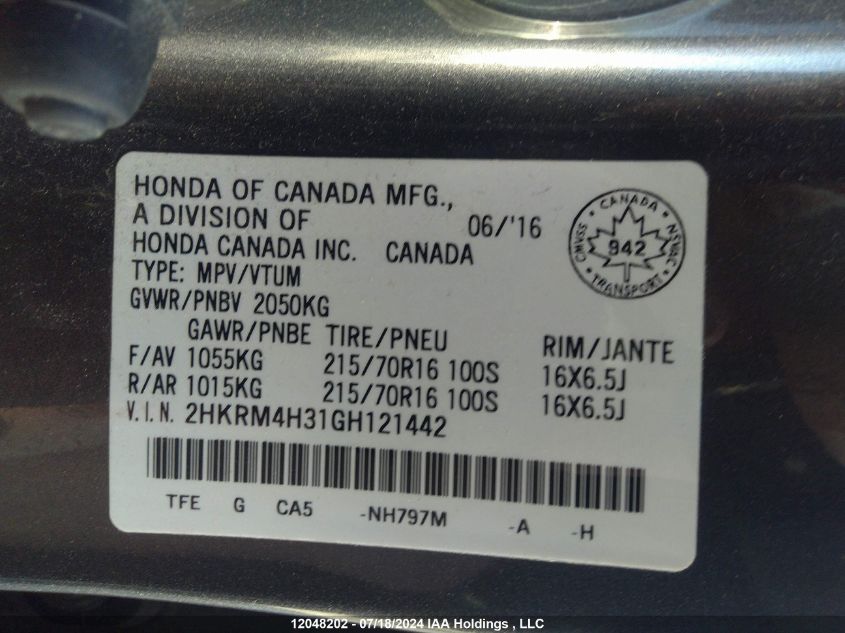 HONDA OF CANADA MFG.,
A DIVISION OF 06/'16
HONDA CANADA INC. CANADA
TYPE: MPV/VTUM
GVWR/PNBV 2050KG
GAWR/PNBE TIRE/PNEU RIM/JANTE
F/AV 1055KG 215/70R16 100S 16X6.5J
R/AR 1015KG 215/70R16 100S 16X6.5J
V.I.N. 2HKRM4H31GH121442
TFE G CA5 -NH797M -A -H
CANADA
CMVSS 942 NSVAC
TRANSPORT
12048202 - 07/18/2024 IAA Holdings , LLC